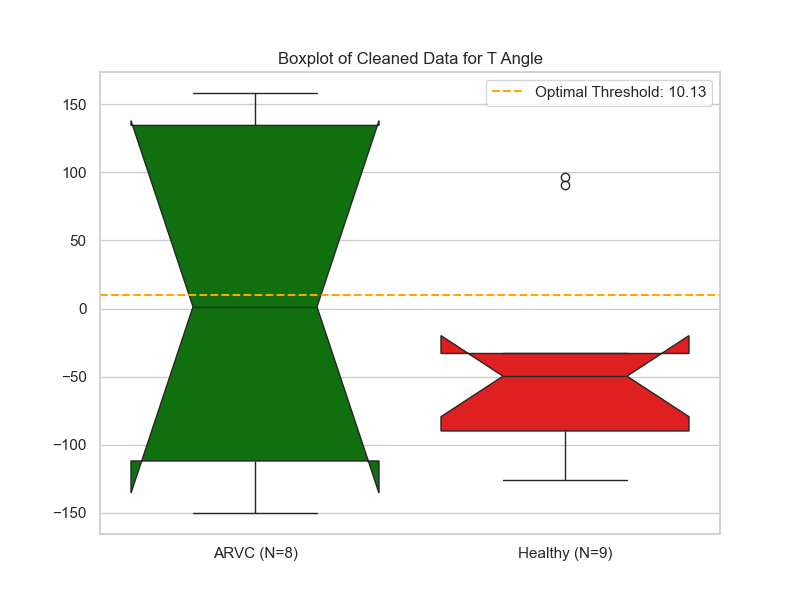 Boxplot of Cleaned Data for T Angle
Optimal Threshold: 10.13
150
100
50
0
−50
−100
−150
ARVC (N=8)
Healthy (N=9)